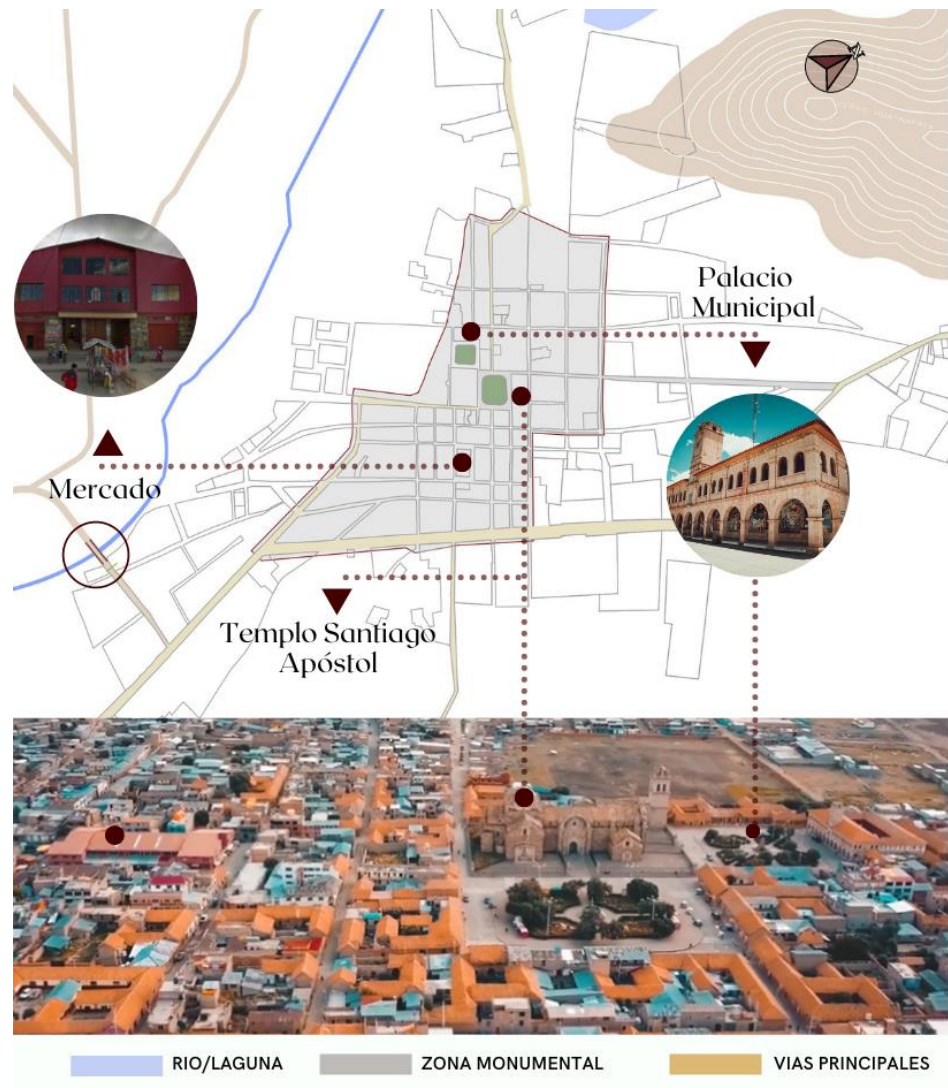 Palacio
Municipal
Mercado
Templo Santiago
Apóstol
RIO/LAGUNA
ZONA MONUMENTAL
VIAS PRINCIPALES